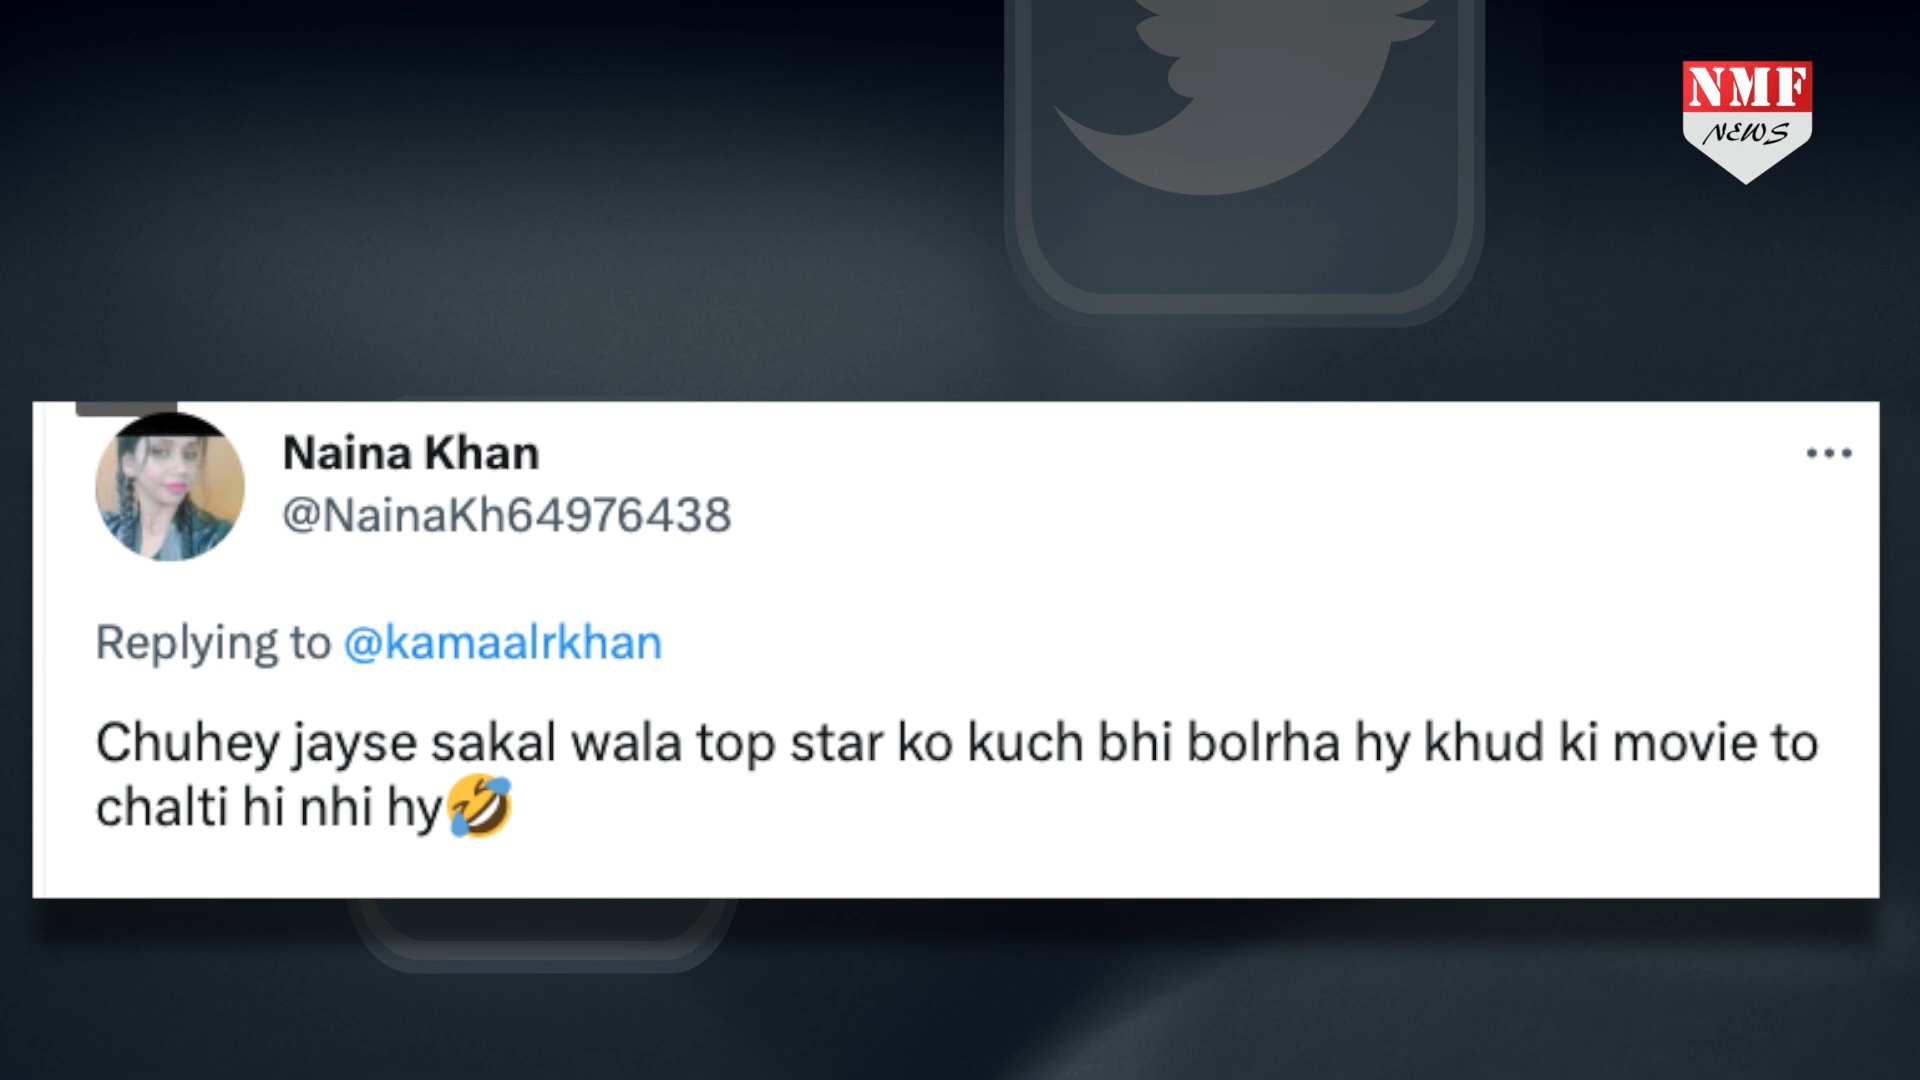 NMF
NEWS
Naina Khan
@NainaKh64976438
Replying to @kamaalrkhan
Chuhey jayse sakal wala top star ko kuch bhi bolrha hy khud ki movie to
chalti hi nhi hy🤣